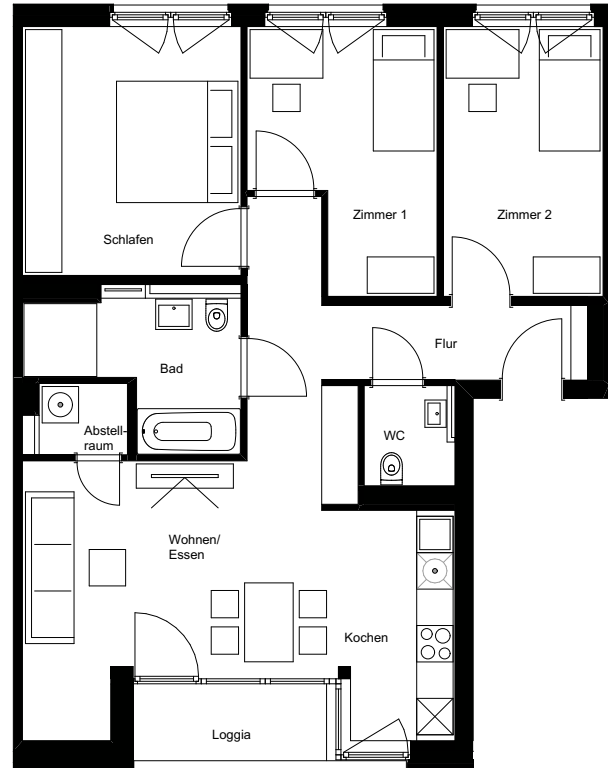 Schlafen
Zimmer 1
Zimmer 2
Flur
Bad
WC
Abstell-
raum
Wohnen/
Essen
Kochen
Loggia